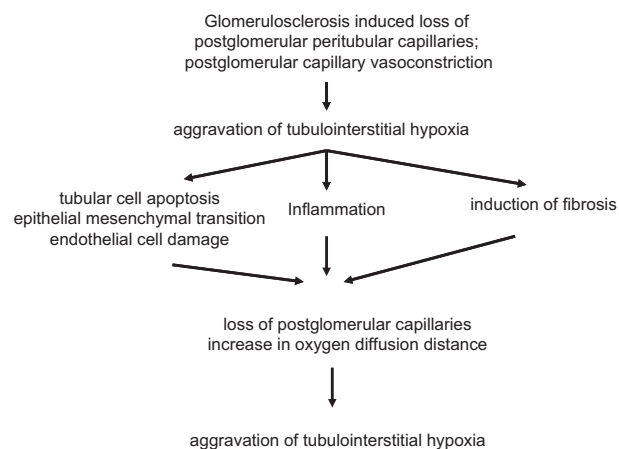 Glomerulosclerosis induced loss of
postglomerular peritubular capillaries;
postglomerular capillary vasoconstriction
aggravation of tubulointerstitial hypoxia
tubular cell apoptosis
epithelial mesenchymal transition
endothelial cell damage
Inflammation
induction of fibrosis
loss of postglomerular capillaries
increase in oxygen diffusion distance
aggravation of tubulointerstitial hypoxia